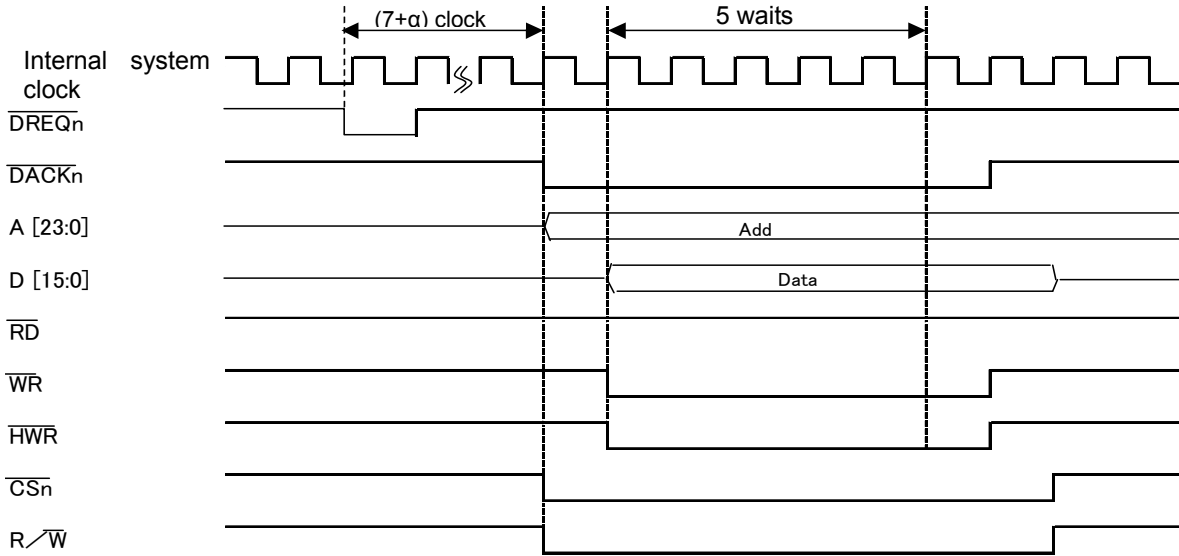 (7+α) clock
5 waits
Internal system
clock
DREQn
DACKn
A [23:0]
Add
D [15:0]
Data
RD
WR
HWR
CSn
R／W